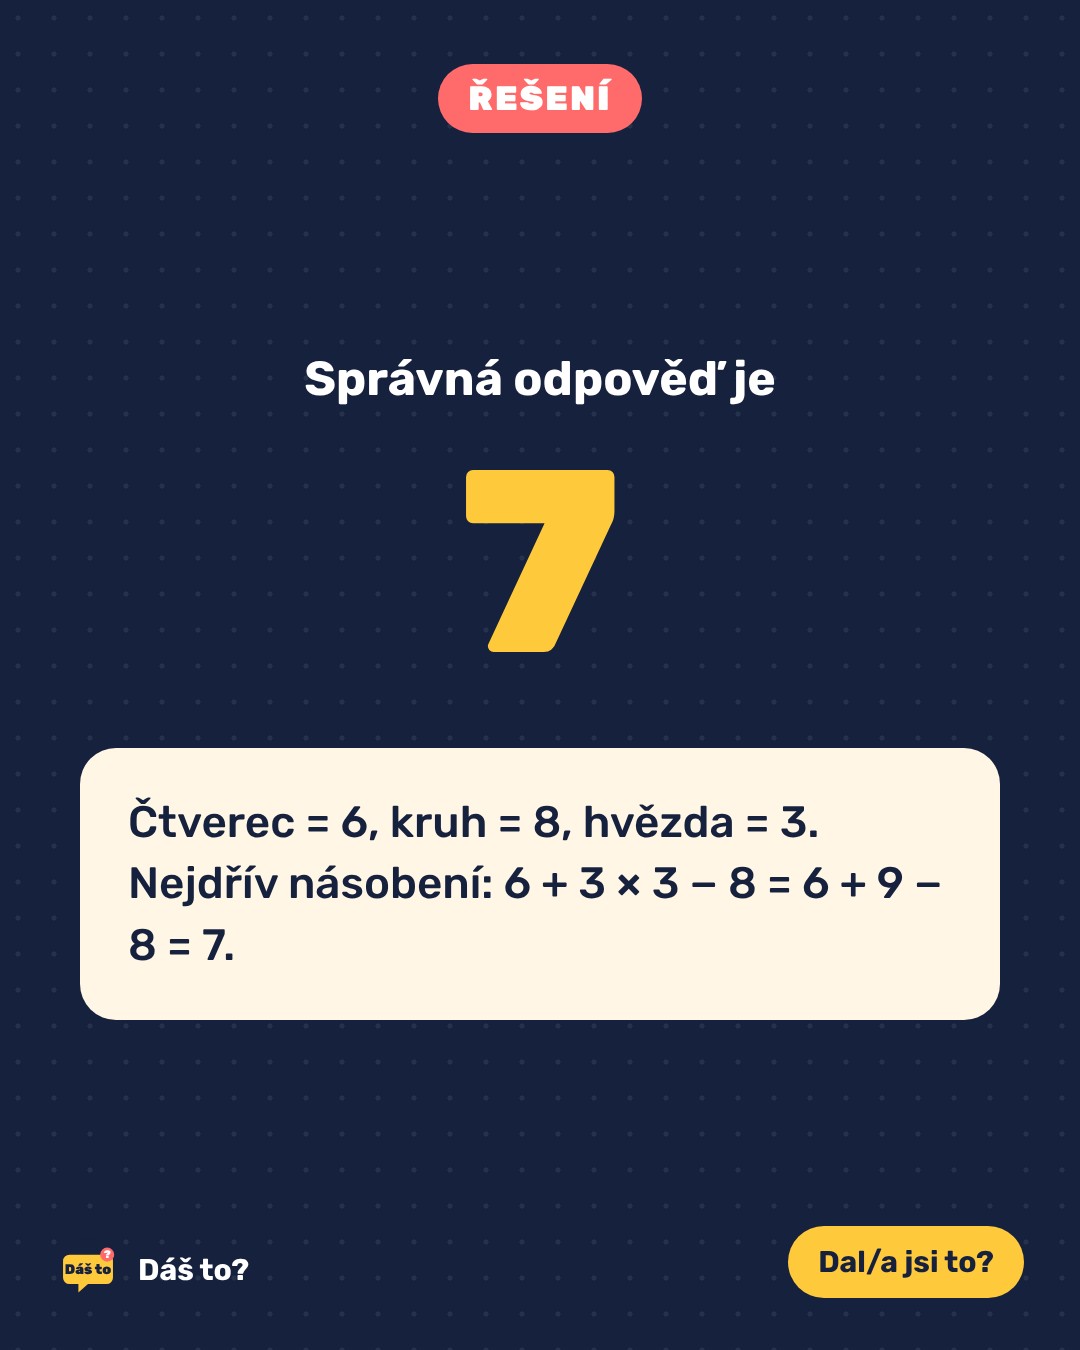 ŘEŠENÍ
Správná odpověď je
7
Čtverec = 6, kruh = 8, hvězda = 3.
Nejdřív násobení: 6 + 3 × 3 − 8 = 6 + 9 −
8 = 7.
Dáš to
?
Dáš to?
Dal/a jsi to?